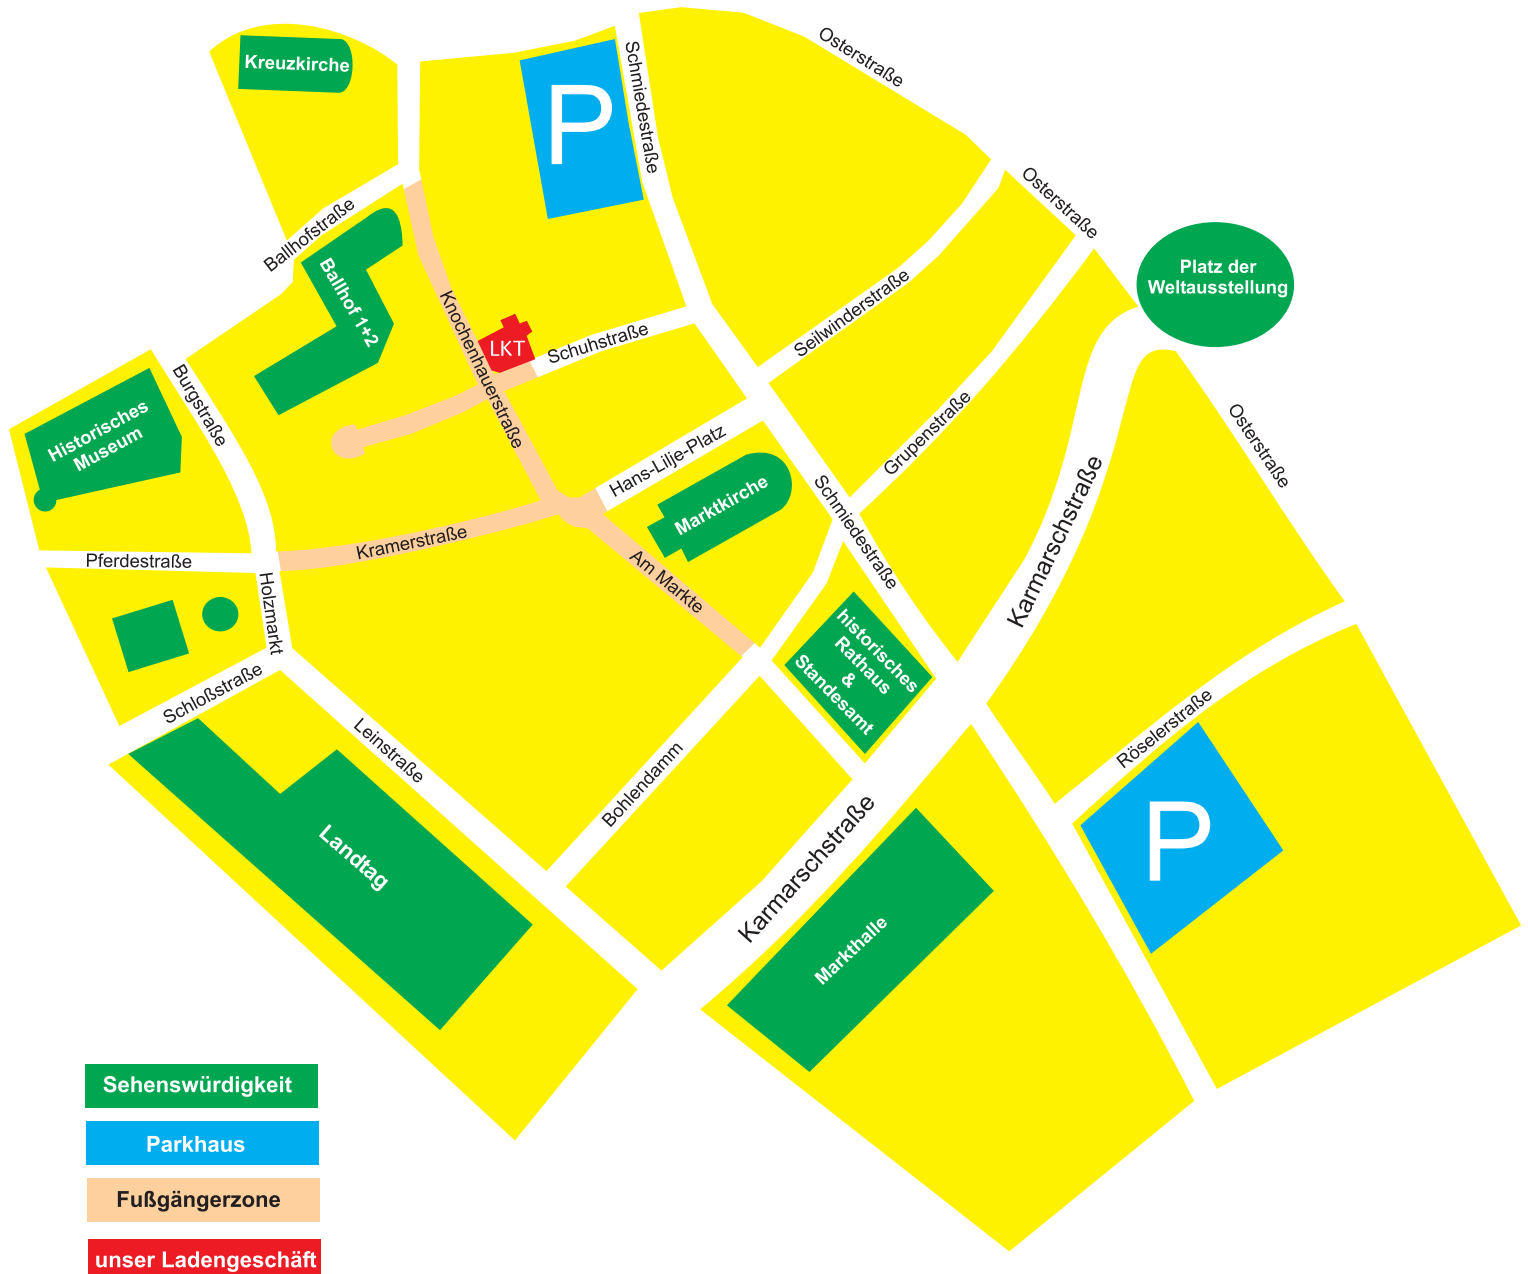 Kreuzkirche
P
Schmiedestraße
Osterstraße
Osterstraße
Ballhofstraße
Ballhof 1+2
Platz der
Weltausstellung
Knochenhauerstraße
LKT
Schuhstraße
Seilwinderstraße
Burgstraße
Historisches
Museum
Grupenstraße
Osterstraße
Hans-Lilje-Platz
Marktkirche
Schmiedestraße
Karmarschstraße
Kramerstraße
Pferdestraße
Am Markte
Holzmarkt
historisches
Rathaus
&
Standesamt
Schloßstraße
Leinstraße
Röselerstraße
Bohlendamm
P
Karmarschstraße
Landtag
Markthalle
Sehenswürdigkeit
Parkhaus
Fußgängerzone
unser Ladengeschäft